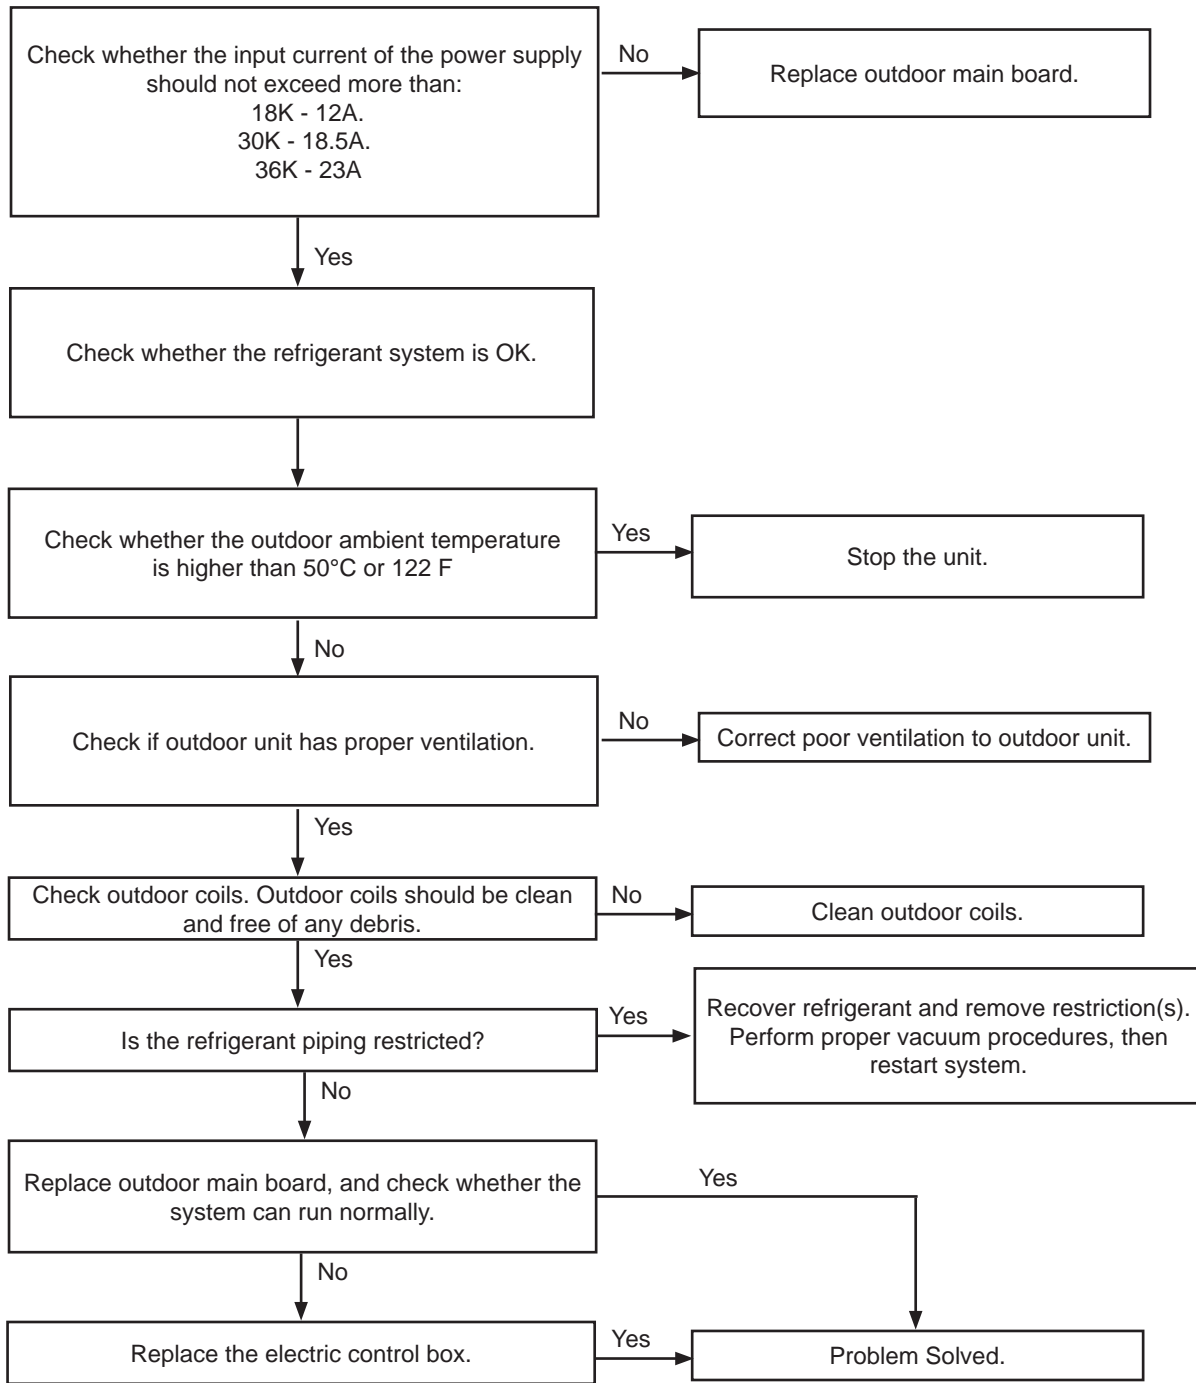 Check whether the input current of the power supply
should not exceed more than:
18K - 12A.
30K - 18.5A.
36K - 23A
No
Replace outdoor main board.
Yes
Check whether the refrigerant system is OK.
Check whether the outdoor ambient temperature
is higher than 50°C or 122 F
Yes
Stop the unit.
No
Check if outdoor unit has proper ventilation.
No
Correct poor ventilation to outdoor unit.
Yes
Check outdoor coils. Outdoor coils should be clean
and free of any debris.
No
Clean outdoor coils.
Yes
Is the refrigerant piping restricted?
Yes
Recover refrigerant and remove restriction(s).
Perform proper vacuum procedures, then
restart system.
No
Replace outdoor main board, and check whether the
system can run normally.
Yes
No
Replace the electric control box.
Yes
Problem Solved.